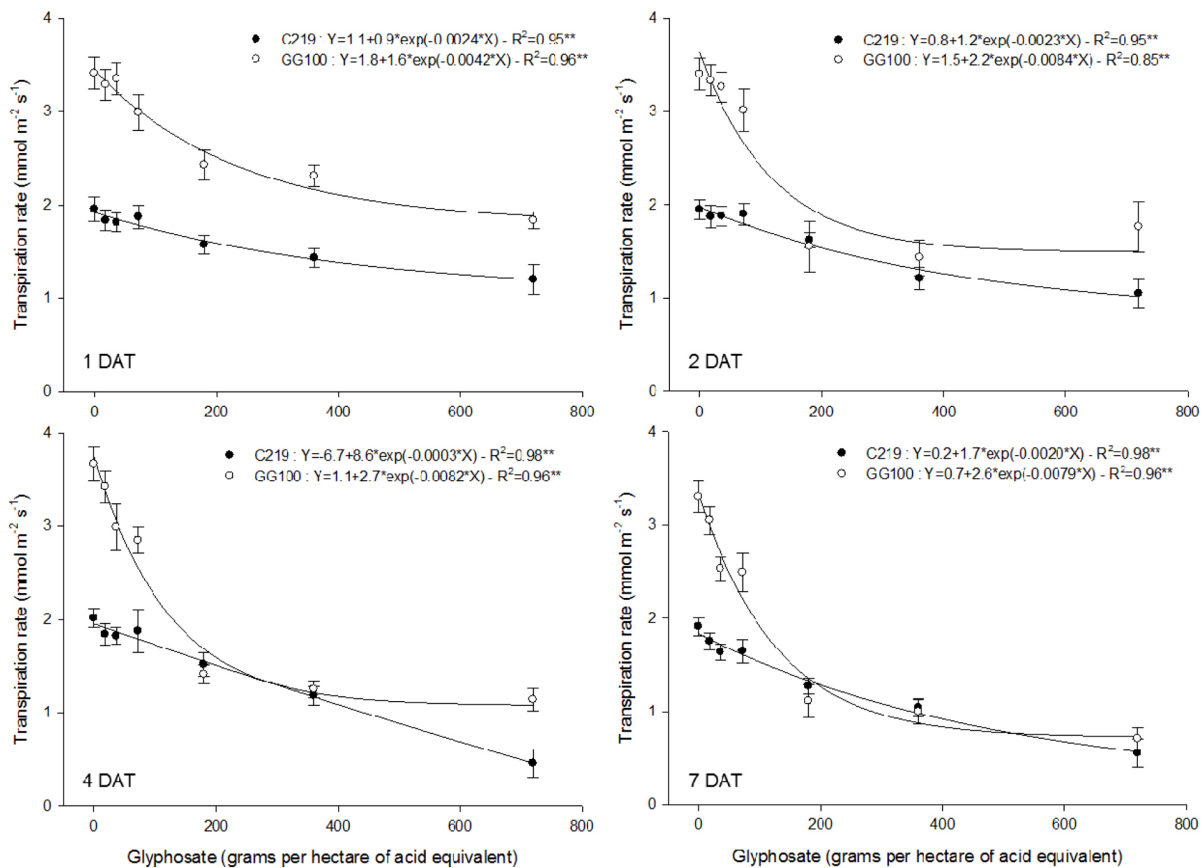 C219 : Y=1.1+0.9*exp(-0.0024*X) - R²=0.95**
GG100 : Y=1.8+1.6*exp(-0.0042*X) - R²=0.96**
Transpiration rate (mmol m⁻² s⁻¹)
4
3
2
1
0
1 DAT
0 200 400 600 800
C219 : Y=0.8+1.2*exp(-0.0023*X) - R²=0.95**
GG100 : Y=1.5+2.2*exp(-0.0084*X) - R²=0.85**
Transpiration rate (mmol m⁻² s⁻¹)
4
3
2
1
0
2 DAT
0 200 400 600 800
C219 : Y=-6.7+8.6*exp(-0.0003*X) - R²=0.98**
GG100 : Y=1.1+2.7*exp(-0.0082*X) - R²=0.96**
Transpiration rate (mmol m⁻² s⁻¹)
4
3
2
1
0
4 DAT
0 200 400 600 800
Glyphosate (grams per hectare of acid equivalent)
C219 : Y=0.2+1.7*exp(-0.0020*X) - R²=0.98**
GG100 : Y=0.7+2.6*exp(-0.0079*X) - R²=0.96**
Transpiration rate (mmol m⁻² s⁻¹)
4
3
2
1
0
7 DAT
0 200 400 600 800
Glyphosate (grams per hectare of acid equivalent)